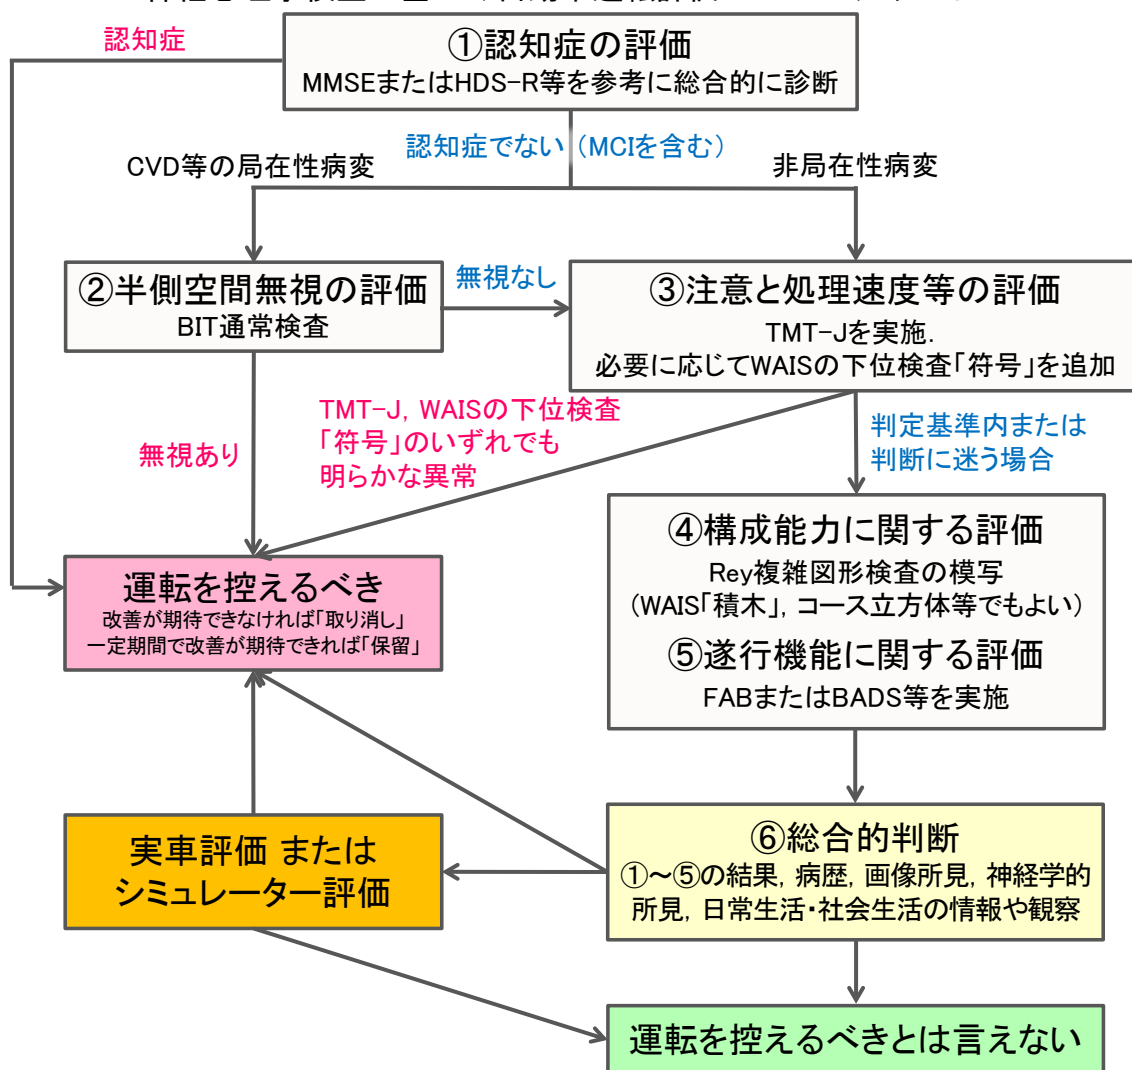 認知症
①認知症の評価
MMSEまたはHDS-R等を参考に総合的に診断
認知症でない（MCIを含む）
CVD等の局在性病変
非局在性病変
②半側空間無視の評価
BIT通常検査
無視なし
③注意と処理速度等の評価
TMT-Jを実施.
必要に応じてWAISの下位検査「符号」を追加
無視あり
TMT-J, WAISの下位検査
「符号」のいずれでも
明らかな異常
判定基準内または
判断に迷う場合
④構成能力に関する評価
Rey複雑図形検査の模写
（WAIS「積木」, コース立方体等でもよい）
⑤遂行機能に関する評価
FABまたはBADS等を実施
運転を控えるべき
改善が期待できなければ「取り消し」
一定期間で改善が期待できれば「保留」
実車評価 または
シミュレーター評価
⑥総合的判断
①～⑤の結果, 病歴, 画像所見, 神経学的
所見, 日常生活・社会生活の情報や観察
運転を控えるべきとは言えない